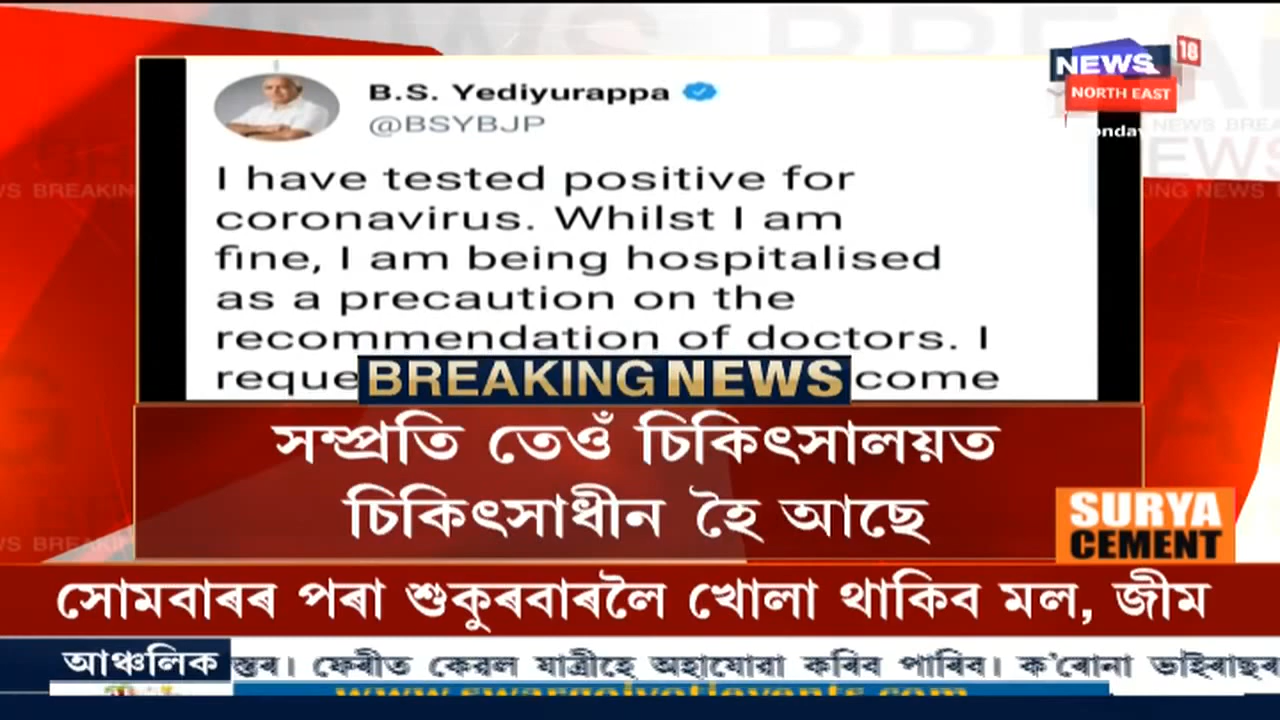 B.S. Yediyurappa
@BSYBJP
NEWS 18
NORTH EAST
I have tested positive for
coronavirus. Whilst I am
fine, I am being hospitalised
as a precaution on the
recommendation of doctors. I
come
BREAKING NEWS
সম্প্ৰতি তেওঁ চিকিৎসালয়ত
চিকিৎসাধীন হৈ আছে
SURYA
CEMENT
সোমবাৰৰ পৰা শুকুৰবাৰলৈ খোলা থাকিব মল, জীম
আঞ্চলিক
ফেৰীত কেৱল যাত্ৰীহে অহাযোৱা কৰিব পাৰিব। ক'ৰোনা